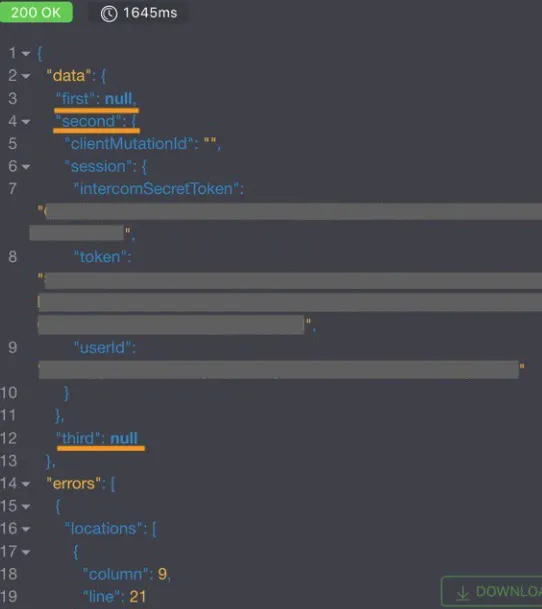 200 OK 1645ms
1 {
2 "data": {
3 "first": null,
4 "second": {
5 "clientMutationId": "",
6 "session": {
7 "intercomSecretToken":
"
",
8 "token":
"
",
9 "userId":
"
10 }
11 },
12 "third": null
13 },
14 "errors": [
15 {
16 "locations": [
17 {
18 "column": 9,
19 "line": 21
DOWNLOA